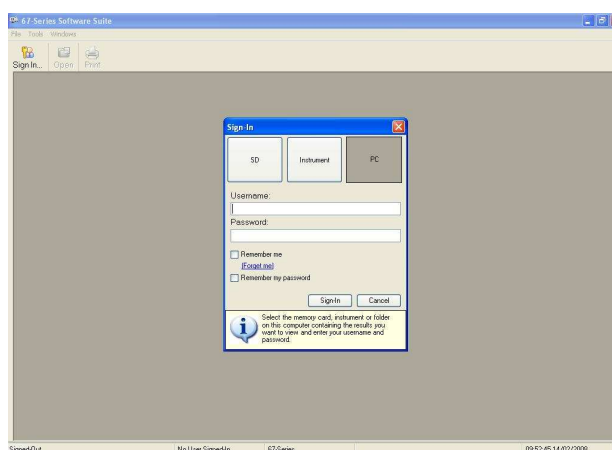 67-Series Software Suite
File Tools Windows
Sign In... Open Print
Sign-In
SD Instrument PC
Username:
Password:
Remember me
[Forget me]
Remember my password
Sign-In Cancel
Select the memory card, instrument or folder
on this computer containing the results you
want to view and enter your username and
password.
Signed-Out No User Signed-In 67-Series 09:52:45 14/02/2008